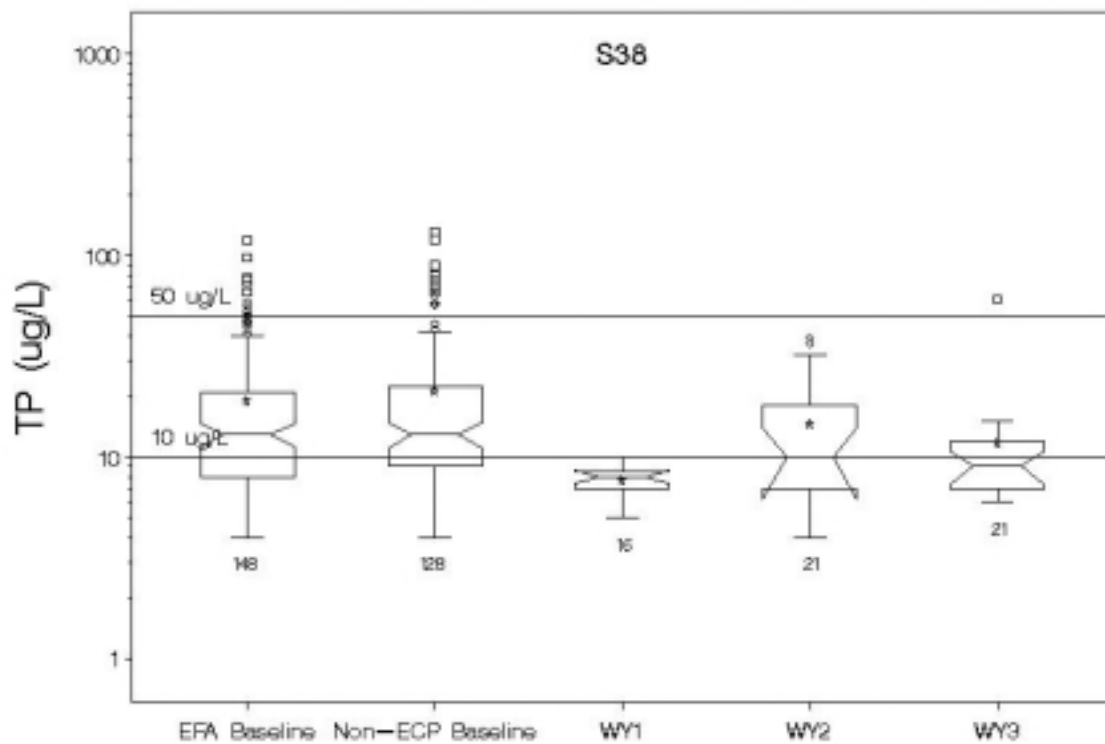 S38
TP (ug/L)
1000
100
10
1
50 ug/L
10 ug/L
148
128
16
21
21
EFA Baseline
Non-ECP Baseline
WY1
WY2
WY3